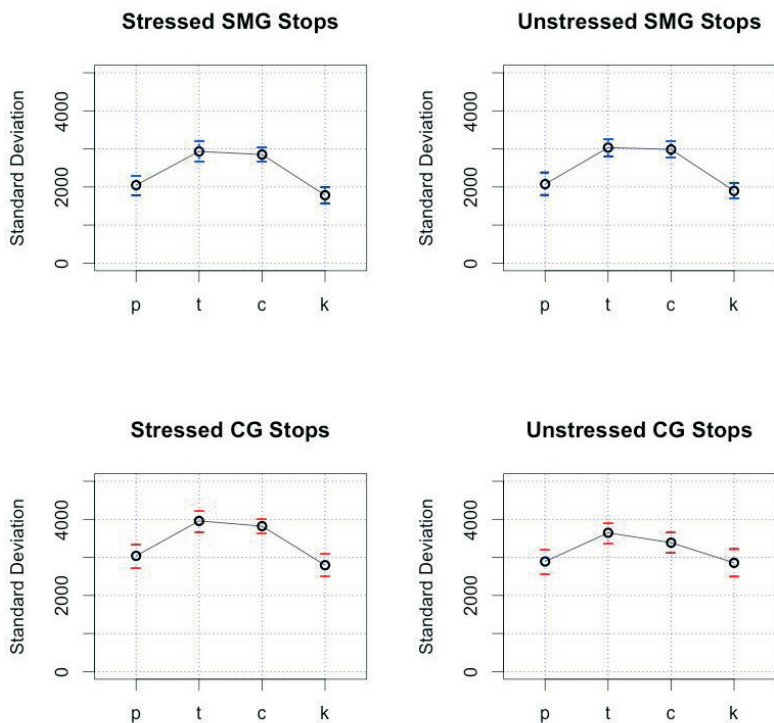 Stressed SMG Stops
Standard Deviation
4000
2000
0
p t c k
Unstressed SMG Stops
Standard Deviation
4000
2000
0
p t c k
Stressed CG Stops
Standard Deviation
4000
2000
0
p t c k
Unstressed CG Stops
Standard Deviation
4000
2000
0
p t c k